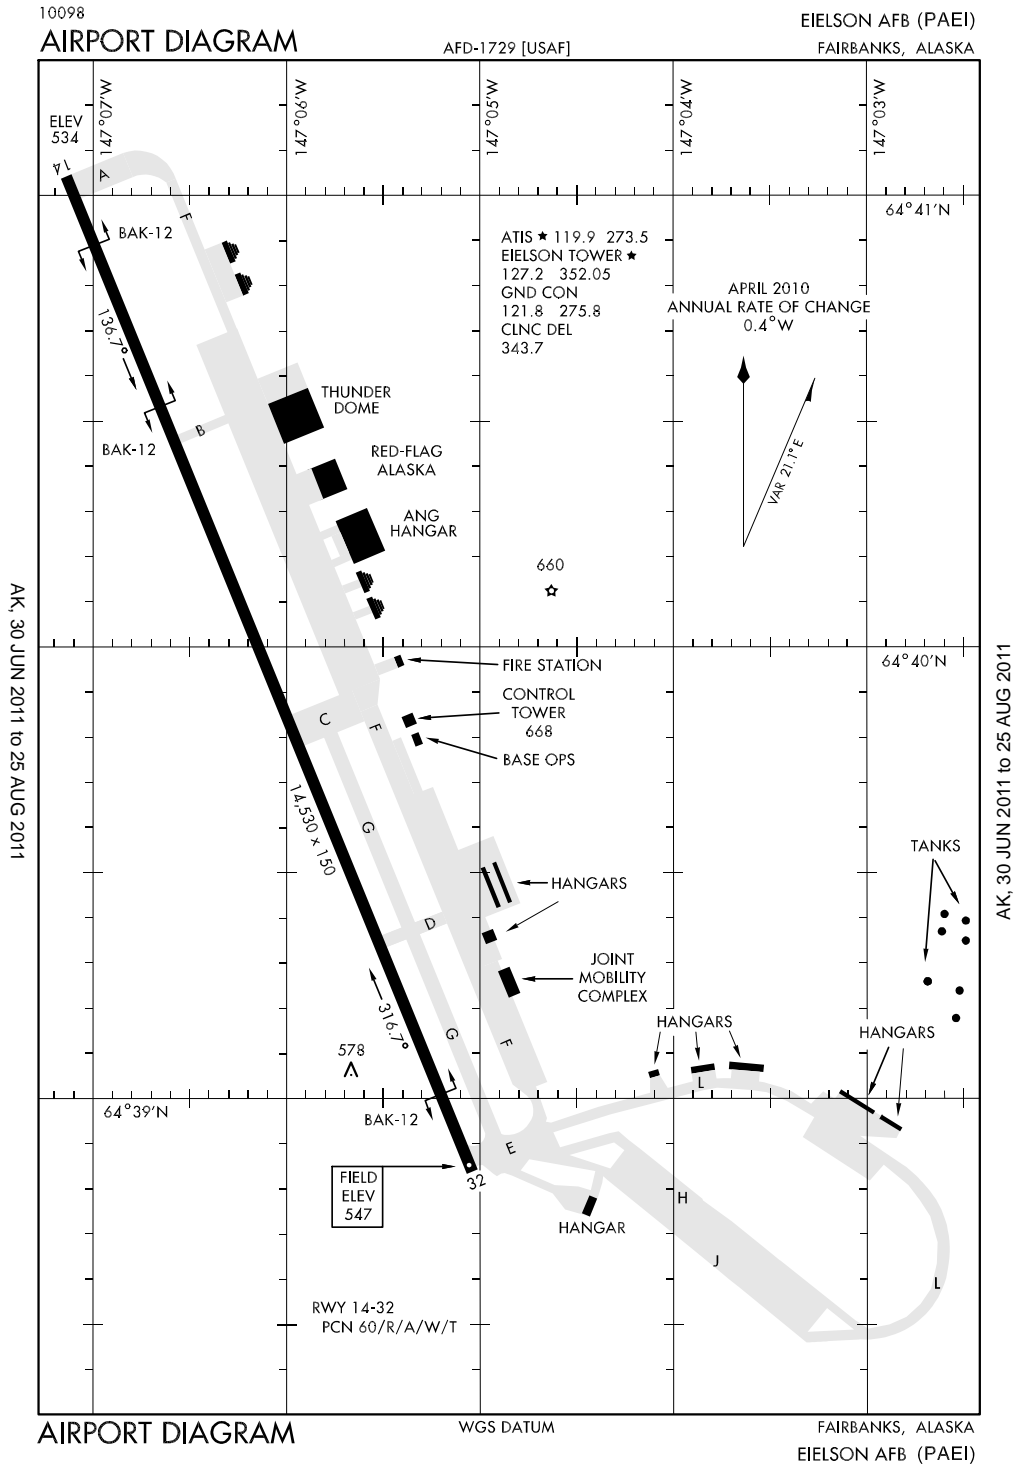 10098
AIRPORT DIAGRAM
AFD-1729 [USAF]
EIELSON AFB (PAEI)
FAIRBANKS, ALASKA
147°07'W
147°06'W
147°05'W
147°04'W
147°03'W
ELEV
534
14
A
F
64°41'N
BAK-12
ATIS ★ 119.9 273.5
EIELSON TOWER ★
127.2 352.05
GND CON
121.8 275.8
CLNC DEL
343.7
APRIL 2010
ANNUAL RATE OF CHANGE
0.4°W
VAR 21.1°E
136.7°
THUNDER
DOME
B
BAK-12
RED-FLAG
ALASKA
ANG
HANGAR
660
AK, 30 JUN 2011 to 25 AUG 2011
AK, 30 JUN 2011 to 25 AUG 2011
FIRE STATION
64°40'N
CONTROL
TOWER
668
BASE OPS
C
F
14,530 x 150
G
TANKS
HANGARS
D
JOINT
MOBILITY
COMPLEX
316.7°
G
F
HANGARS
HANGARS
578
L
64°39'N
BAK-12
E
32
FIELD
ELEV
547
H
HANGAR
J
L
RWY 14-32
PCN 60/R/A/W/T
AIRPORT DIAGRAM
WGS DATUM
FAIRBANKS, ALASKA
EIELSON AFB (PAEI)